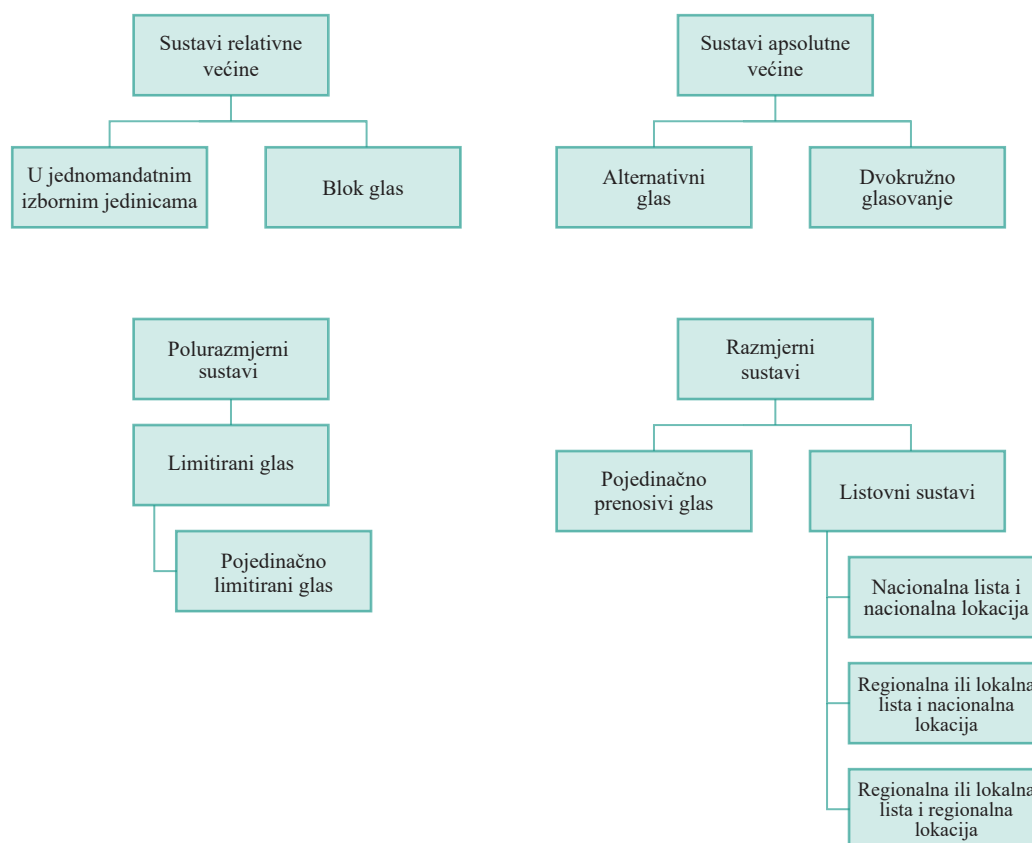 Sustavi relativne
većine
U jednomandatnim
izbornim jedinicama
Blok glas
Sustavi apsolutne
većine
Alternativni
glas
Dvokružno
glasovanje
Polurazmjerni
sustavi
Limitirani glas
Pojedinačno
limitirani glas
Razmjerni
sustavi
Pojedinačno
prenosivi glas
Listovni sustavi
Nacionalna lista i
nacionalna lokacija
Regionalna ili lokalna
lista i nacionalna
lokacija
Regionalna ili lokalna
lista i regionalna
lokacija